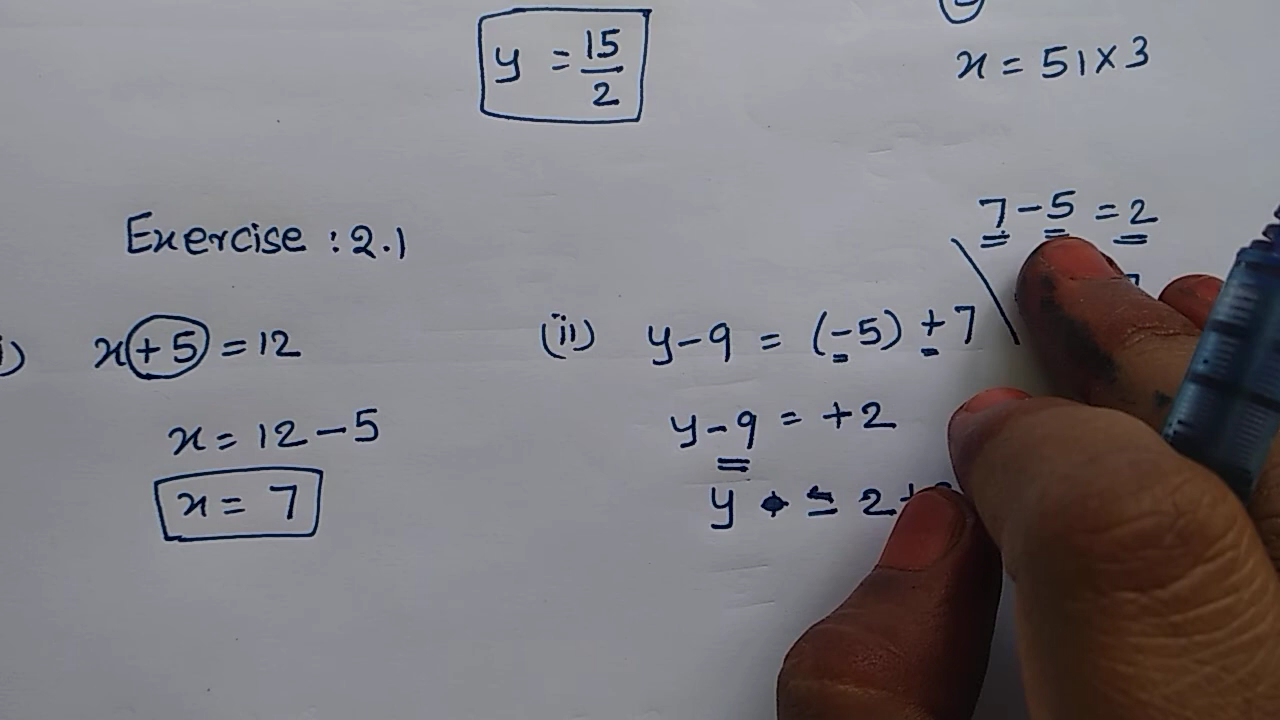 y = 15/2
x = 51 × 3
7 - 5 = 2
Exercise : 2.1
x + 5 = 12
x = 12 - 5
x = 7
(ii) y - 9 = (-5) + 7
y - 9 = +2
y = 2 +